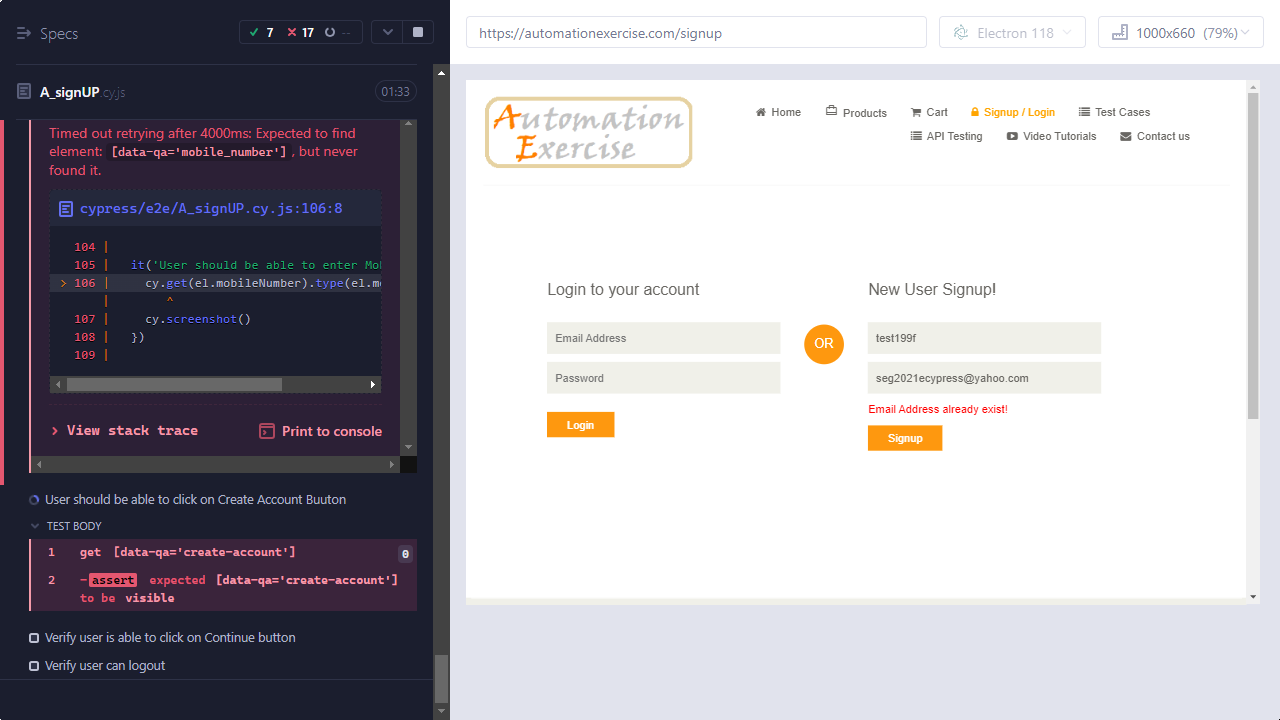 Specs
7 17 --
A_signUP.cy.js
01:33
Timed out retrying after 4000ms: Expected to find
element: [data-qa='mobile_number'], but never
found it.
cypress/e2e/A_signUP.cy.js:106:8
104 |
105 | it('User should be able to enter Mo
> 106 | cy.get(el.mobileNumber).type(el.m
| ^
107 | cy.screenshot()
108 | })
109 |
> View stack trace
Print to console
User should be able to click on Create Account Buuton
TEST BODY
1 get [data-qa='create-account'] 0
2 -assert expected [data-qa='create-account']
to be visible
Verify user is able to click on Continue button
Verify user can logout
https://automationexercise.com/signup
Electron 118
1000x660 (79%)
Automation
Exercise
Home
Products
Cart
Signup / Login
Test Cases
API Testing
Video Tutorials
Contact us
Login to your account
Email Address
Password
Login
OR
New User Signup!
test199f
seg2021ecypress@yahoo.com
Email Address already exist!
Signup